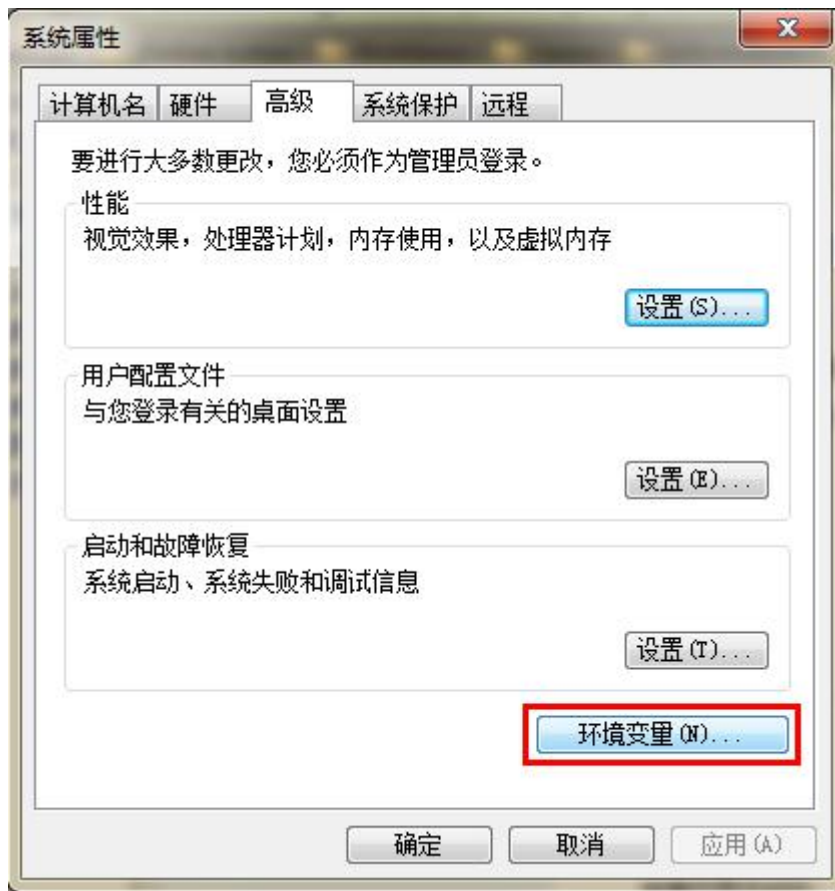 系统属性
计算机名 硬件 高级 系统保护 远程
要进行大多数更改，您必须作为管理员登录。
性能
视觉效果，处理器计划，内存使用，以及虚拟内存
设置(S)...
用户配置文件
与您登录有关的桌面设置
设置(E)...
启动和故障恢复
系统启动、系统失败和调试信息
设置(T)...
环境变量(N)...
确定 取消 应用(A)